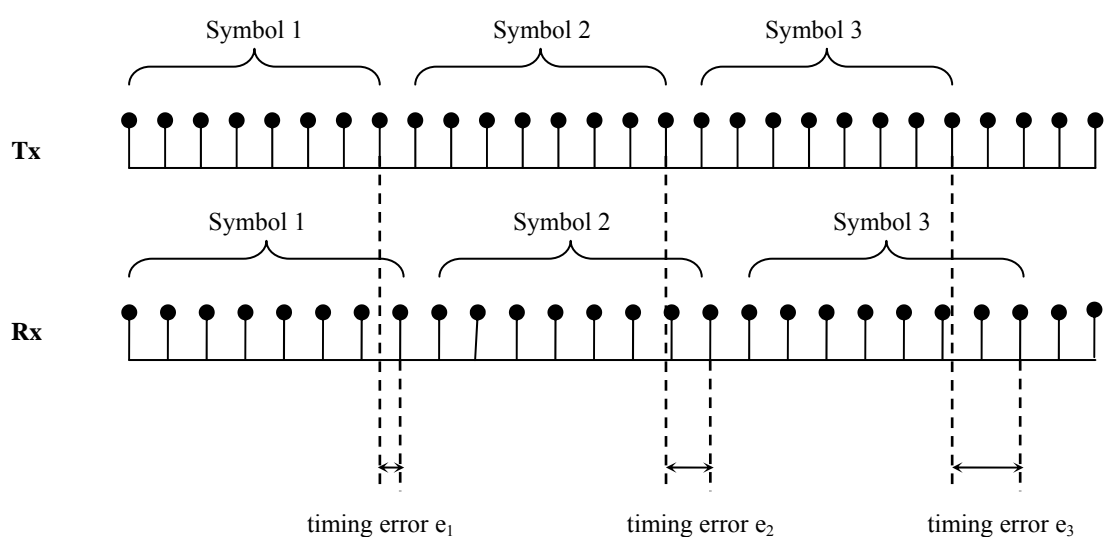 Symbol 1 Symbol 2 Symbol 3
Tx
Symbol 1 Symbol 2 Symbol 3
Rx
timing error e₁ timing error e₂ timing error e₃